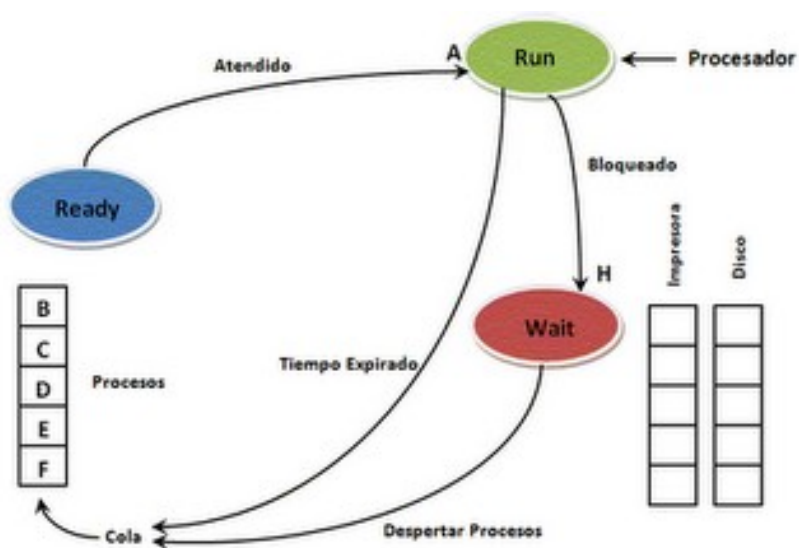 A
Run
Procesador
Atendido
Bloqueado
Ready
Impresora
Disco
H
B
C
D
E
F
Procesos
Wait
Tiempo Expirado
Cola
Despertar Procesos